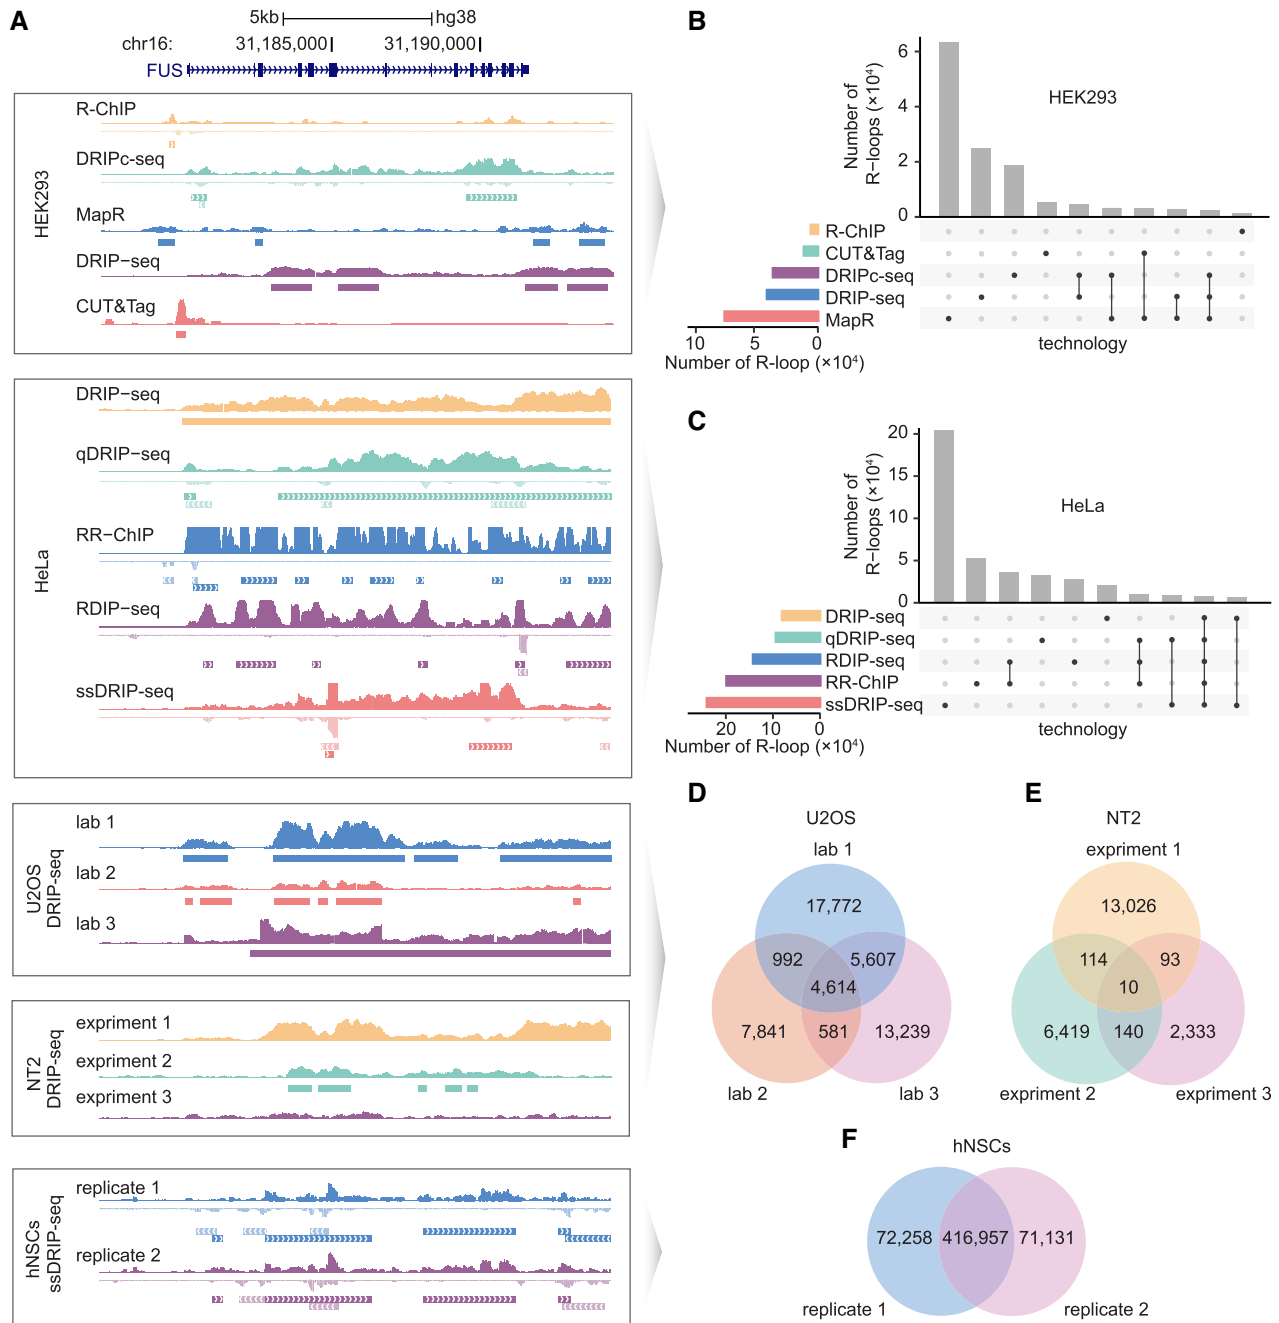 A
5kb
hg38
chr16:
31,185,000
31,190,000
FUS
HEK293
R-ChIP
DRIPc-seq
MapR
DRIP-seq
CUT&Tag
HeLa
DRIP-seq
qDRIP-seq
RR-ChIP
RDIP-seq
ssDRIP-seq
U2OS
DRIP-seq
lab 1
lab 2
lab 3
NT2
DRIP-seq
expriment 1
expriment 2
expriment 3
hNSCs
ssDRIP-seq
replicate 1
replicate 2
B
Number of
R-loops (×10⁴)
6
4
2
0
HEK293
R-ChIP
CUT&Tag
DRIPc-seq
DRIP-seq
MapR
10 5 0
Number of R-loop (×10⁴)
technology
C
Number of
R-loops (×10⁴)
20
15
10
5
0
HeLa
DRIP-seq
qDRIP-seq
RDIP-seq
RR-ChIP
ssDRIP-seq
20 10 0
Number of R-loop (×10⁴)
technology
D
U2OS
lab 1
17,772
992
5,607
4,614
7,841
581
13,239
lab 2
lab 3
E
NT2
expriment 1
13,026
114
93
10
6,419
140
2,333
expriment 2
expriment 3
F
hNSCs
72,258
416,957
71,131
replicate 1
replicate 2